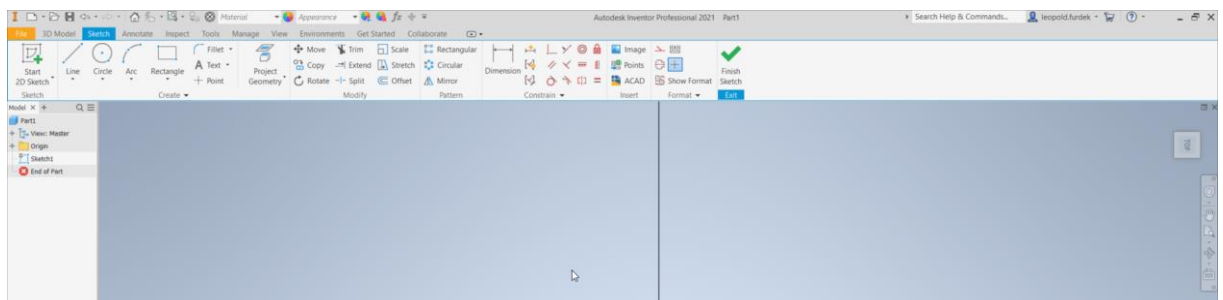 Material Appearance fx Autodesk Inventor Professional 2021 Part1 Search Help & Commands... leopold.furdek
File 3D Model Sketch Annotate Inspect Tools Manage View Environments Get Started Collaborate
Fillet Move Trim Scale Rectangular Image
Text Copy Extend Stretch Circular Points
Start Line Circle Arc Rectangle Project Dimension Finish
2D Sketch Point Geometry Rotate Split Offset Mirror ACAD Show Format Sketch
Sketch Create Modify Pattern Constrain Insert Format Exit
Model X +
Part1
View: Master
Origin
Sketch1
End of Part
TOP